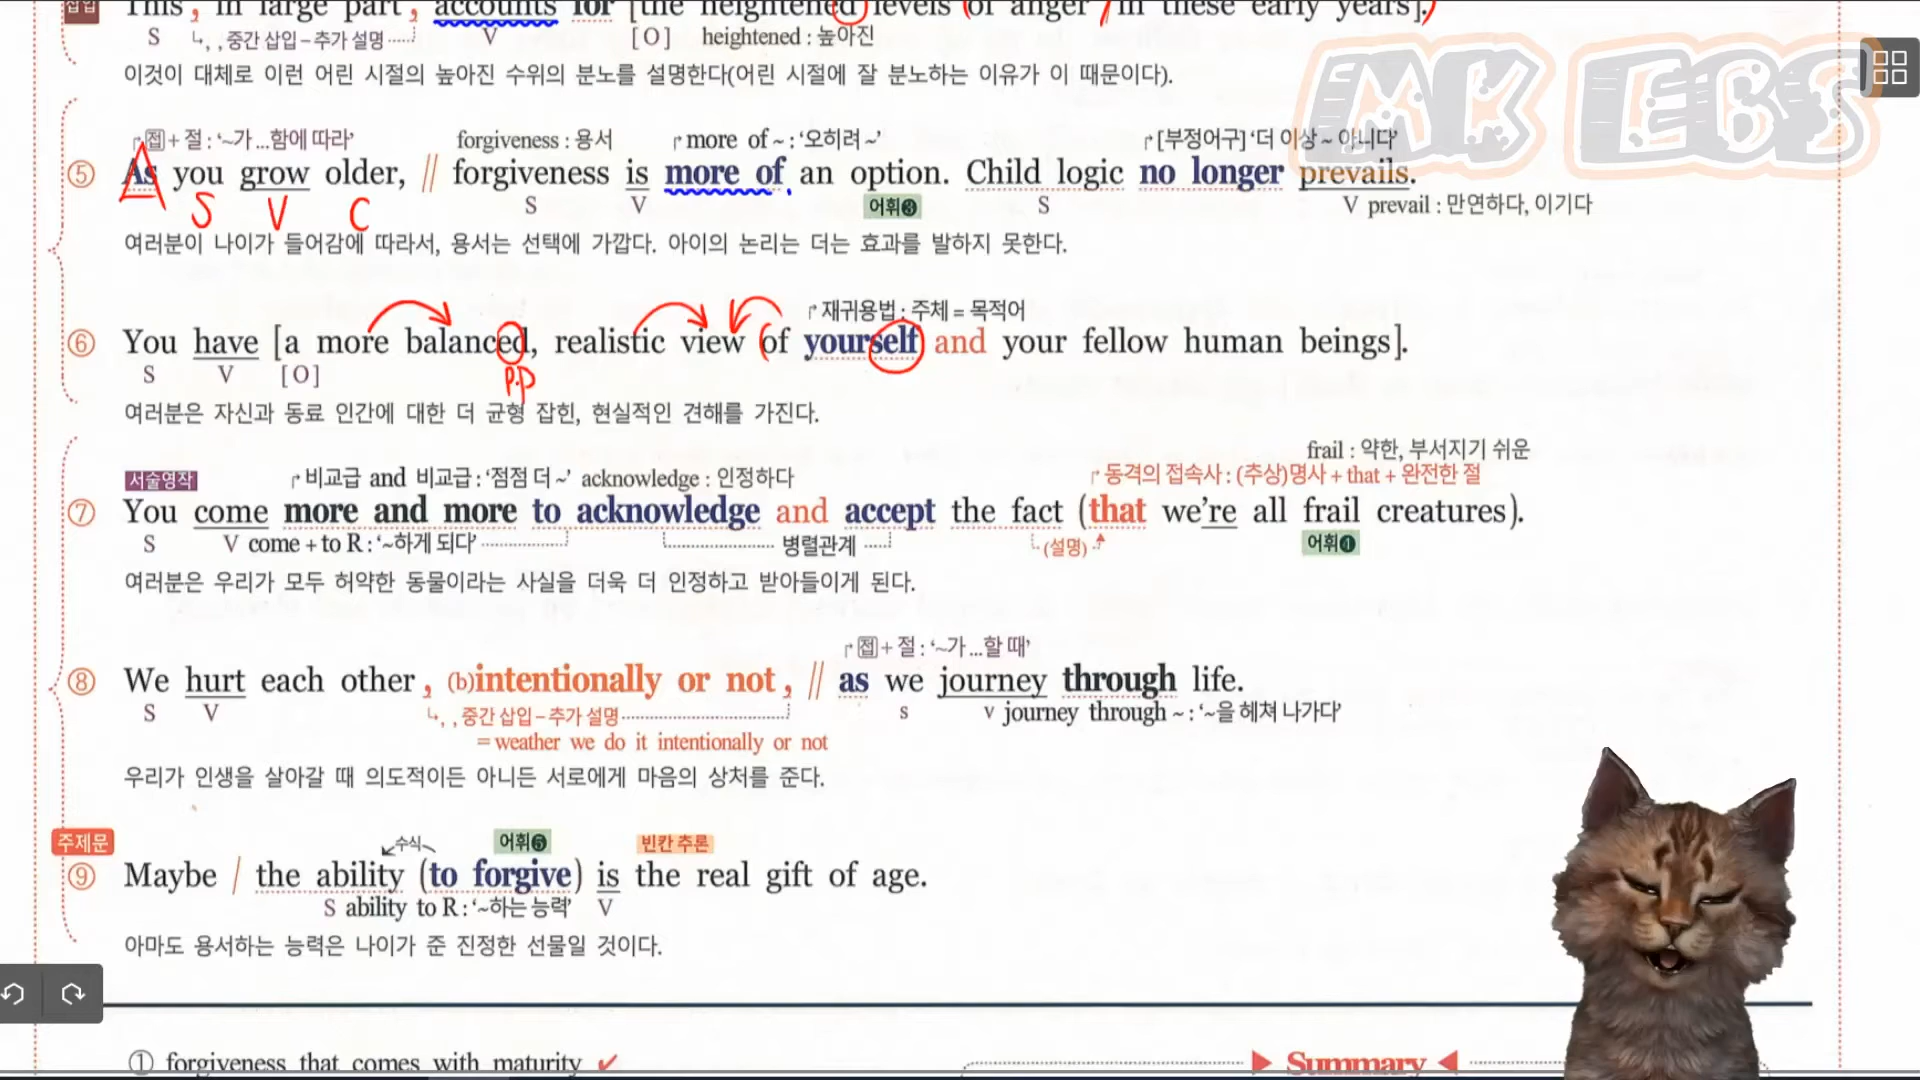 삽입
This, in large part, accounts for [the heightened levels (of anger / in these early years].)
S ↳, , 중간 삽입 – 추가 설명 V [O] heightened : 높아진
이것이 대체로 이런 어린 시절의 높아진 수위의 분노를 설명한다(어린 시절에 잘 분노하는 이유가 이 때문이다).
MK EBS
접 + 절 : ‘~가 ...함에 따라’ forgiveness : 용서 more of ~ : ‘오히려 ~’ [부정어구] ‘더 이상 ~ 아니다’
⑤ As you grow older, // forgiveness is more of an option. Child logic no longer prevails.
S V C S V 어휘❸ S V prevail : 만연하다, 이기다
여러분이 나이가 들어감에 따라서, 용서는 선택에 가깝다. 아이의 논리는 더는 효과를 발하지 못한다.
재귀용법 : 주체 = 목적어
⑥ You have [a more balanced, realistic view (of yourself and your fellow human beings].
S V [O] P.P
여러분은 자신과 동료 인간에 대한 더 균형 잡힌, 현실적인 견해를 가진다.
frail : 약한, 부서지기 쉬운
서술영작 비교급 and 비교급 : ‘점점 더 ~’ acknowledge : 인정하다 동격의 접속사 : (추상)명사 + that + 완전한 절
⑦ You come more and more to acknowledge and accept the fact (that we're all frail creatures).
S V come + to R : ‘~하게 되다’ 병렬관계 (설명) 어휘❶
여러분은 우리가 모두 허약한 동물이라는 사실을 더욱 더 인정하고 받아들이게 된다.
접 + 절 : ‘~가 ...할 때’
⑧ We hurt each other, (b)intentionally or not, // as we journey through life.
S V ↳, , 중간 삽입 – 추가 설명 s v journey through ~ : ‘~을 헤쳐 나가다’
= weather we do it intentionally or not
우리가 인생을 살아갈 때 의도적이든 아니든 서로에게 마음의 상처를 준다.
주제문 수식 어휘❺ 빈칸 추론
⑨ Maybe / the ability (to forgive) is the real gift of age.
S ability to R : ‘~하는 능력’ V
아마도 용서하는 능력은 나이가 준 진정한 선물일 것이다.
① forgiveness that comes with maturity ✓ ▶ Summary ◀